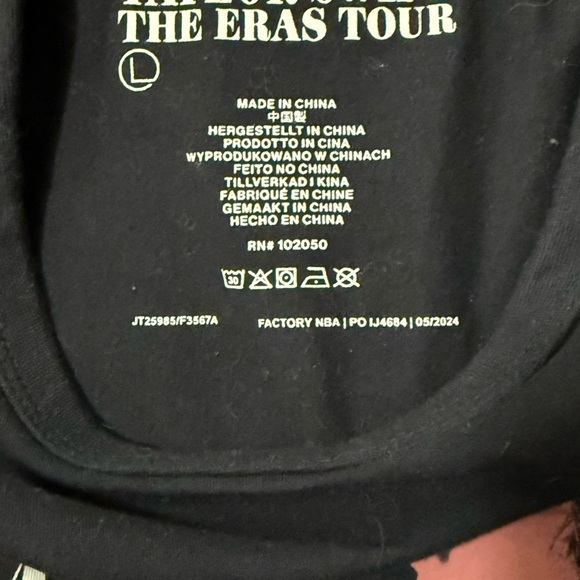 THE ERAS TOUR
L
MADE IN CHINA
中国製
HERGESTELLT IN CHINA
PRODOTTO IN CINA
WYPRODUKOWANO W CHINACH
FEITO NO CHINA
TILLVERKAD I KINA
FABRIQUÉ EN CHINE
GEMAAKT IN CHINA
HECHO EN CHINA
RN# 102050
30
JT25985/F3567A
FACTORY NBA | PO IJ4684 | 05/2024